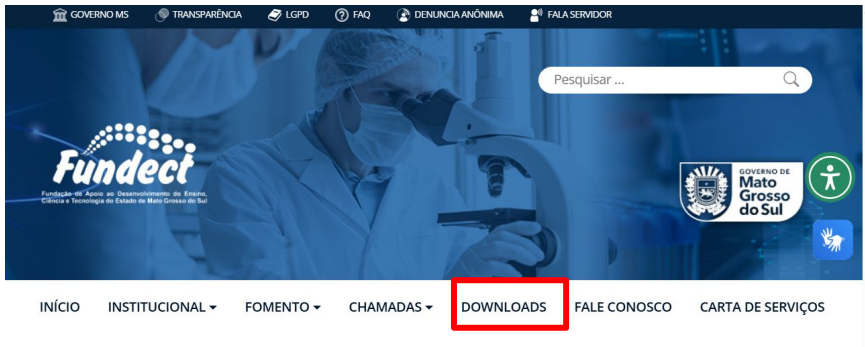 GOVERNO MS TRANSPARÊNCIA LGPD FAQ DENUNCIA ANÔNIMA FALA SERVIDOR
Pesquisar ...
Fundect
Fundação de Apoio ao Desenvolvimento do Ensino,
Ciência e Tecnologia do Estado de Mato Grosso do Sul
GOVERNO DE
Mato
Grosso
do Sul
INÍCIO INSTITUCIONAL FOMENTO CHAMADAS DOWNLOADS FALE CONOSCO CARTA DE SERVIÇOS